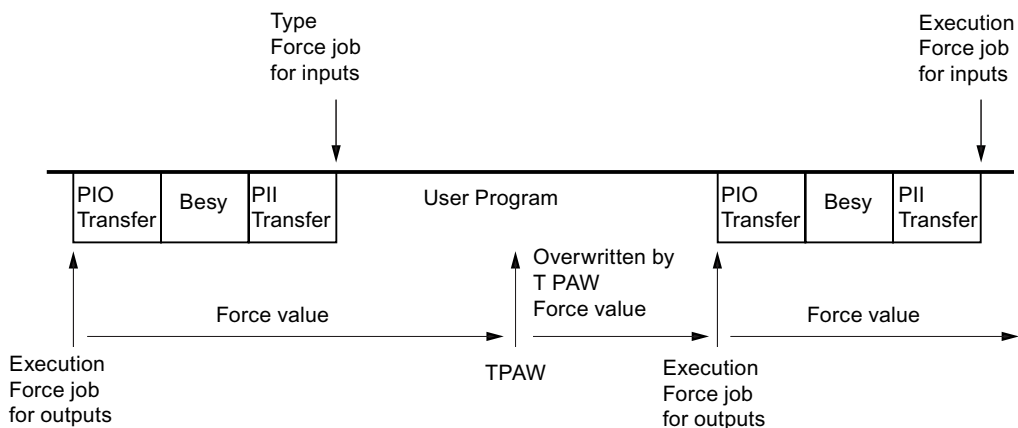 Type
Force job
for inputs
Execution
Force job
for inputs
PIO
Transfer
Besy
PII
Transfer
User Program
PIO
Transfer
Besy
PII
Transfer
Overwritten by
T PAW
Force value
Force value
Force value
Execution
Force job
for outputs
TPAW
Execution
Force job
for outputs